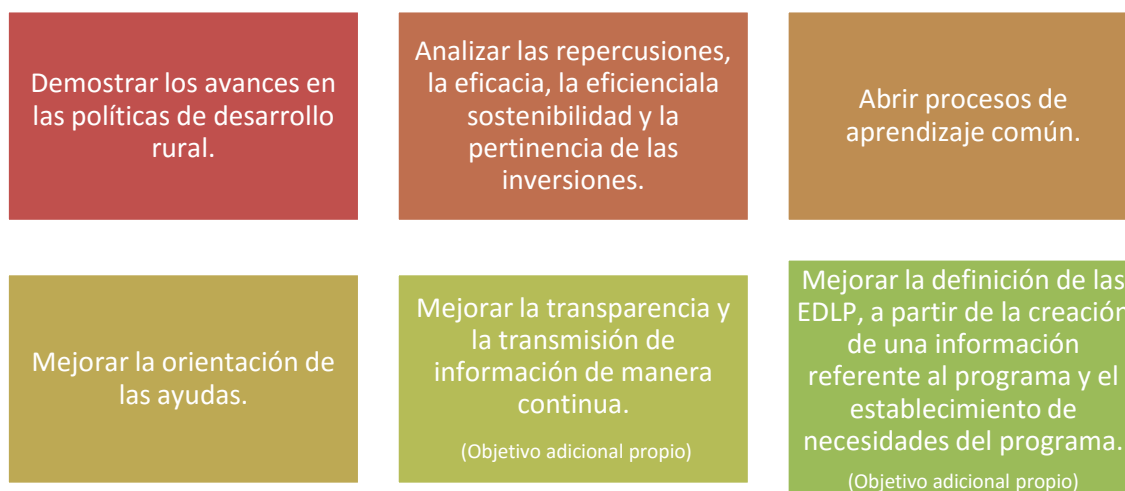 Demostrar los avances en
las políticas de desarrollo
rural.
Analizar las repercusiones,
la eficacia, la eficienciala
sostenibilidad y la
pertinencia de las
inversiones.
Abrir procesos de
aprendizaje común.
Mejorar la orientación de
las ayudas.
Mejorar la transparencia y
la transmisión de
información de manera
continua.
(Objetivo adicional propio)
Mejorar la definición de las
EDLP, a partir de la creación
de una información
referente al programa y el
establecimiento de
necesidades del programa.
(Objetivo adicional propio)